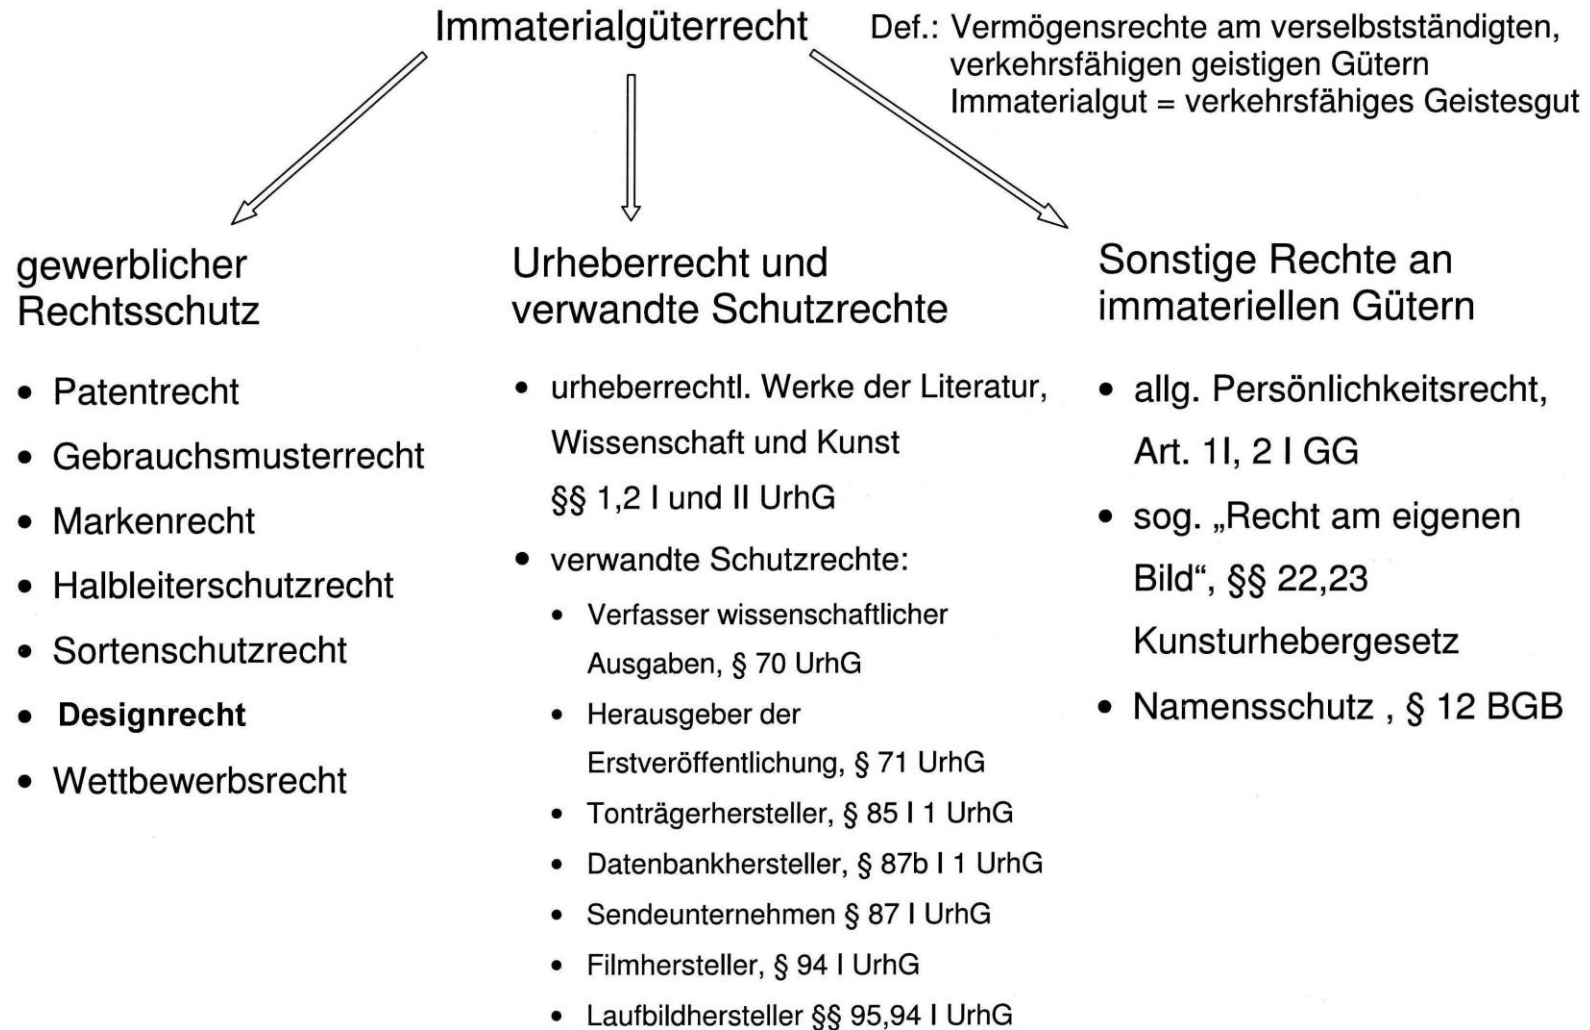 Immaterialgüterrecht
Def.: Vermögensrechte am verselbstständigten,
verkehrsfähigen geistigen Gütern
Immaterialgut = verkehrsfähiges Geistesgut
gewerblicher
Rechtsschutz
• Patentrecht
• Gebrauchsmusterrecht
• Markenrecht
• Halbleiterschutzrecht
• Sortenschutzrecht
• Designrecht
• Wettbewerbsrecht
Urheberrecht und
verwandte Schutzrechte
• urheberrechtl. Werke der Literatur,
Wissenschaft und Kunst
§§ 1,2 I und II UrhG
• verwandte Schutzrechte:
• Verfasser wissenschaftlicher
Ausgaben, § 70 UrhG
• Herausgeber der
Erstveröffentlichung, § 71 UrhG
• Tonträgerhersteller, § 85 I 1 UrhG
• Datenbankhersteller, § 87b I 1 UrhG
• Sendeunternehmen § 87 I UrhG
• Filmhersteller, § 94 I UrhG
• Laufbildhersteller §§ 95,94 I UrhG
Sonstige Rechte an
immateriellen Gütern
• allg. Persönlichkeitsrecht,
Art. 1I, 2 I GG
• sog. „Recht am eigenen
Bild“, §§ 22,23
Kunsturhebergesetz
• Namensschutz , § 12 BGB